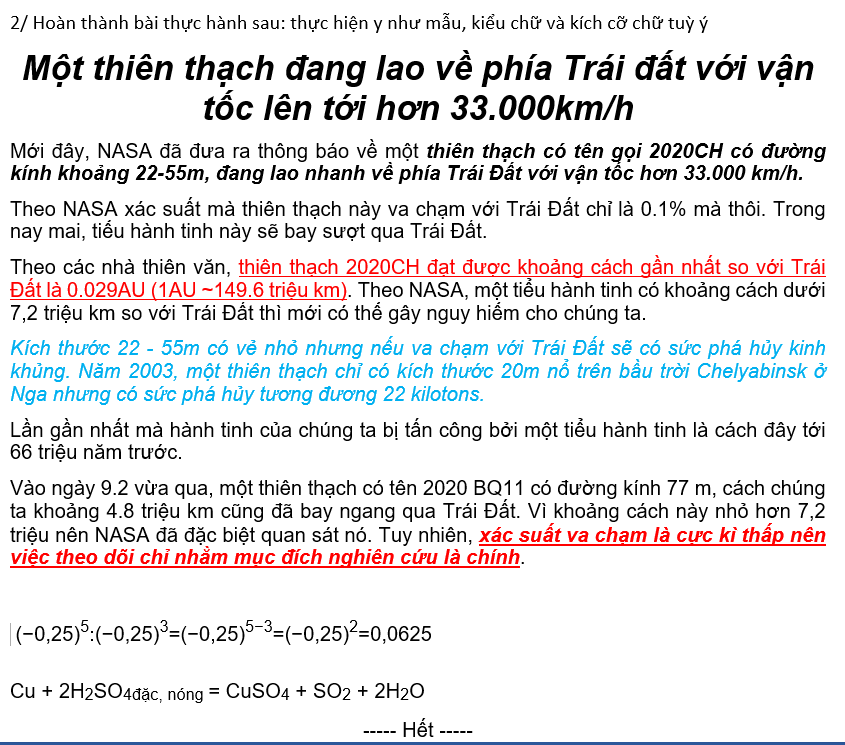 2/ Hoàn thành bài thực hành sau: thực hiện y như mẫu, kiểu chữ và kích cỡ chữ tuỳ ý
Một thiên thạch đang lao về phía Trái đất với vận
tốc lên tới hơn 33.000km/h
Mới đây, NASA đã đưa ra thông báo về một thiên thạch có tên gọi 2020CH có đường
kính khoảng 22-55m, đang lao nhanh về phía Trái Đất với vận tốc hơn 33.000 km/h.
Theo NASA xác suất mà thiên thạch này va chạm với Trái Đất chỉ là 0.1% mà thôi. Trong
nay mai, tiểu hành tinh này sẽ bay sượt qua Trái Đất.
Theo các nhà thiên văn, thiên thạch 2020CH đạt được khoảng cách gần nhất so với Trái
Đất là 0.029AU (1AU ~149.6 triệu km). Theo NASA, một tiểu hành tinh có khoảng cách dưới
7,2 triệu km so với Trái Đất thì mới có thể gây nguy hiểm cho chúng ta.
Kích thước 22 - 55m có vẻ nhỏ nhưng nếu va chạm với Trái Đất sẽ có sức phá hủy kinh
khủng. Năm 2003, một thiên thạch chỉ có kích thước 20m nổ trên bầu trời Chelyabinsk ở
Nga nhưng có sức phá hủy tương đương 22 kilotons.
Lần gần nhất mà hành tinh của chúng ta bị tấn công bởi một tiểu hành tinh là cách đây tới
66 triệu năm trước.
Vào ngày 9.2 vừa qua, một thiên thạch có tên 2020 BQ11 có đường kính 77 m, cách chúng
ta khoảng 4.8 triệu km cũng đã bay ngang qua Trái Đất. Vì khoảng cách này nhỏ hơn 7,2
triệu nên NASA đã đặc biệt quan sát nó. Tuy nhiên, xác suất va chạm là cực kì thấp nên
việc theo dõi chỉ nhằm mục đích nghiên cứu là chính.
(−0,25)⁵:(−0,25)³=(−0,25)⁵⁻³=(−0,25)²=0,0625
Cu + 2H₂SO₄đặc, nóng = CuSO₄ + SO₂ + 2H₂O
----- Hết -----